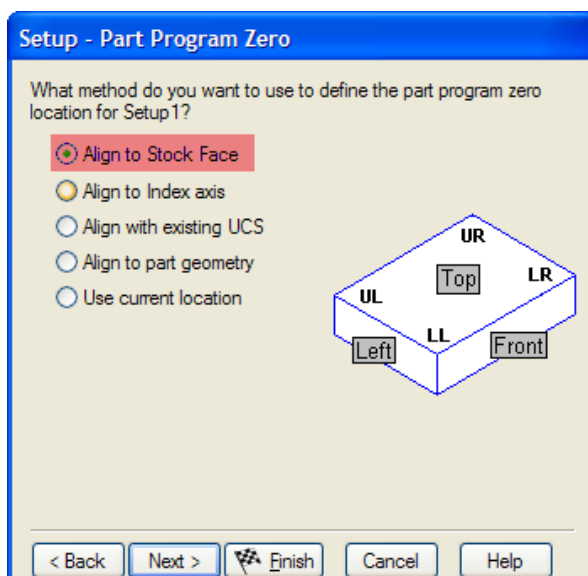 Setup - Part Program Zero
What method do you want to use to define the part program zero
location for Setup1?
Align to Stock Face
Align to Index axis
Align with existing UCS
Align to part geometry
Use current location
UR
Top
LR
UL
LL
Left
Front
< Back
Next >
Finish
Cancel
Help